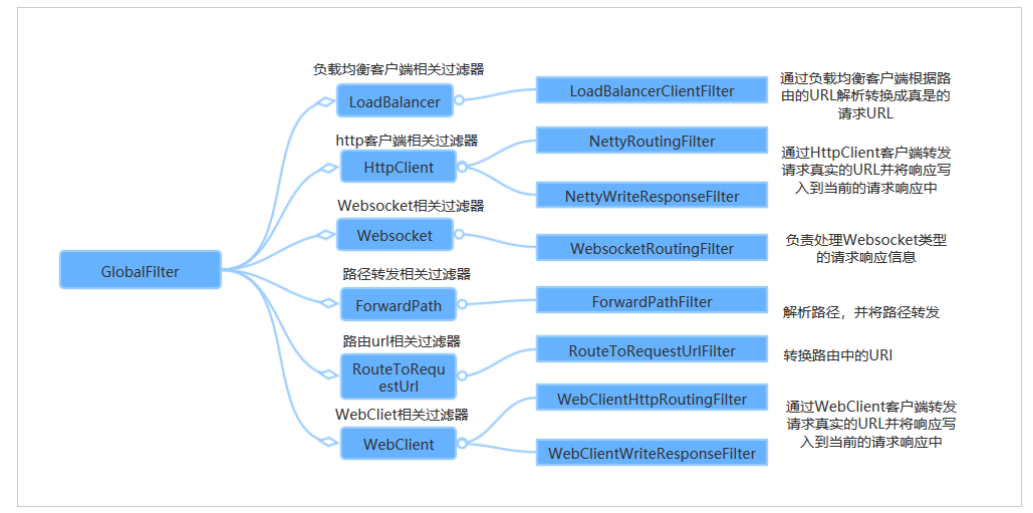 GlobalFilter
负载均衡客户端相关过滤器
LoadBalancer
LoadBalancerClientFilter
通过负载均衡客户端根据路
由的URL解析转换成真是的
请求URL
http客户端相关过滤器
HttpClient
NettyRoutingFilter
NettyWriteResponseFilter
通过HttpClient客户端转发
请求真实的URL并将响应写
入到当前的请求响应中
Websocket相关过滤器
Websocket
WebsocketRoutingFilter
负责处理Websocket类型
的请求响应信息
路径转发相关过滤器
ForwardPath
ForwardPathFilter
解析路径，并将路径转发
路由url相关过滤器
RouteToRequ
estUrl
RouteToRequestUrlFilter
转换路由中的URI
WebCliet相关过滤器
WebClient
WebClientHttpRoutingFilter
WebClientWriteResponseFilter
通过WebClient客户端转发
请求真实的URL并将响应写
入到当前的请求响应中